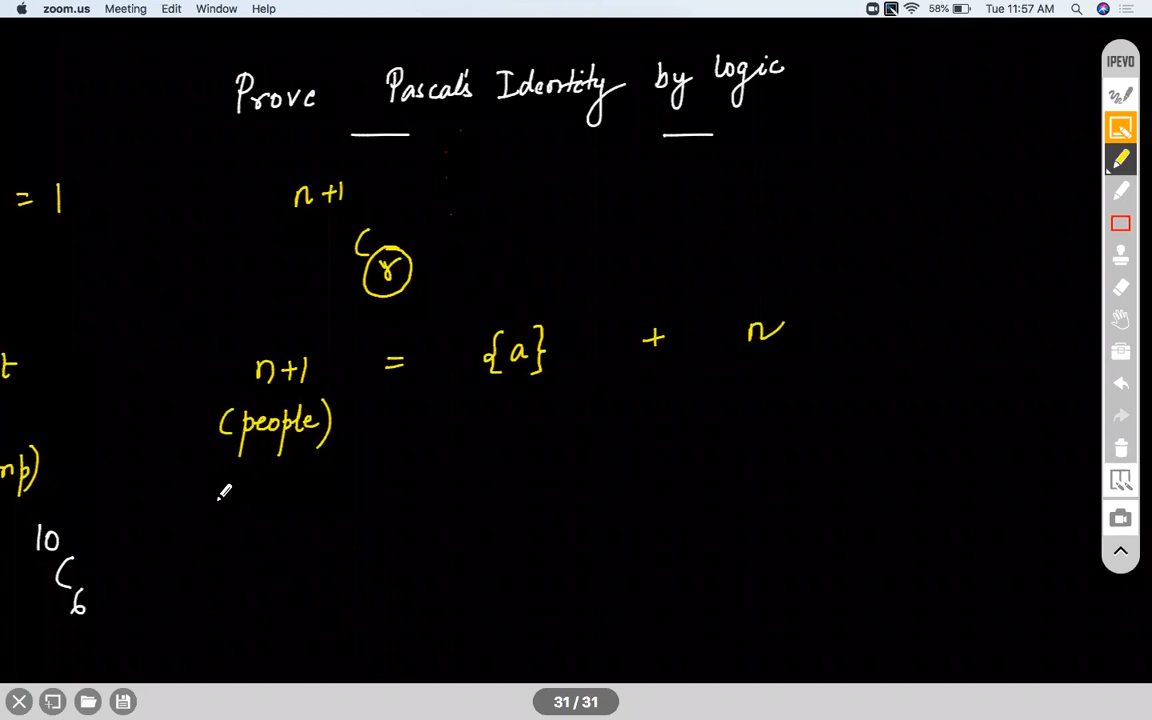 zoom.us Meeting Edit Window Help 58% Tue 11:57 AM
IPEVO
Prove Pascal's Identity by logic
= 1
n+1
C
r
n+1 = {a} + n
(people)
t
np)
10
C
6
31 / 31